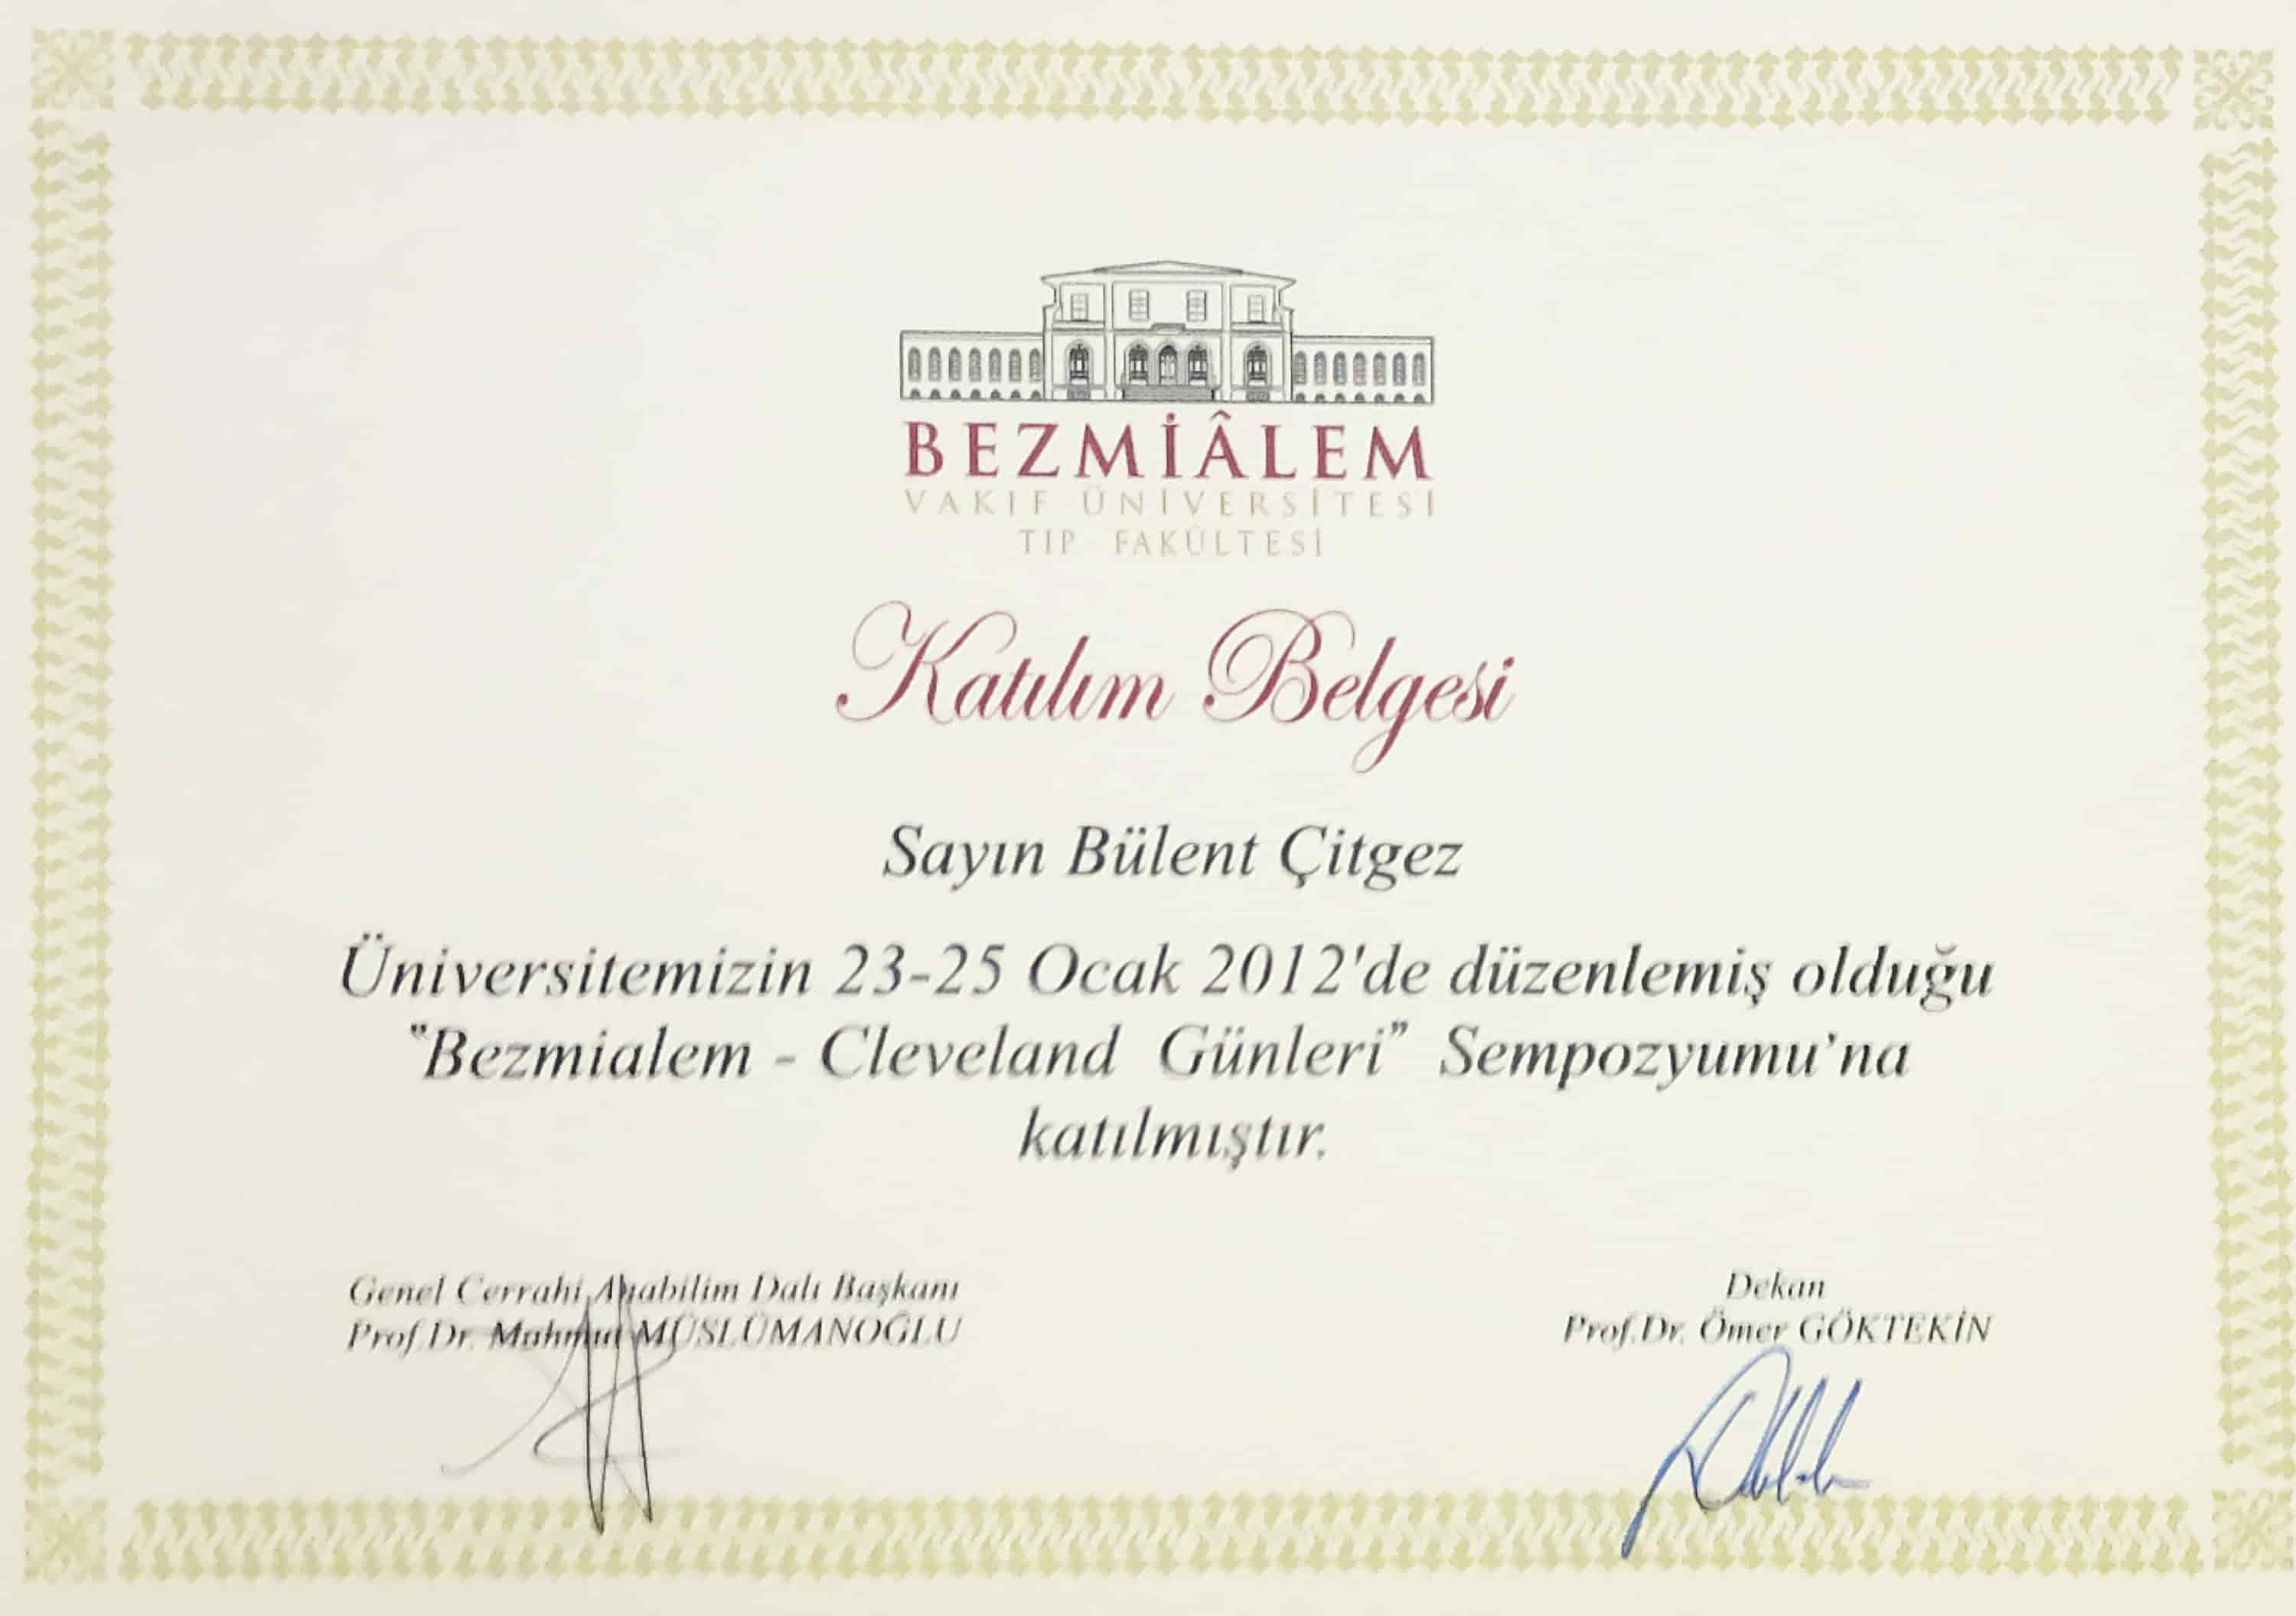 BEZMİÂLEM
VAKIF ÜNİVERSİTESİ
TIP FAKÜLTESİ
Katılım Belgesi
Sayın Bülent Çitgez
Üniversitemizin 23-25 Ocak 2012'de düzenlemiş olduğu
"Bezmialem - Cleveland Günleri" Sempozyumu'na
katılmıştır.
Genel Cerrahi Anabilim Dalı Başkanı
Prof.Dr. Mahmut MÜSLÜMANOĞLU
Dekan
Prof.Dr. Ömer GÖKTEKİN